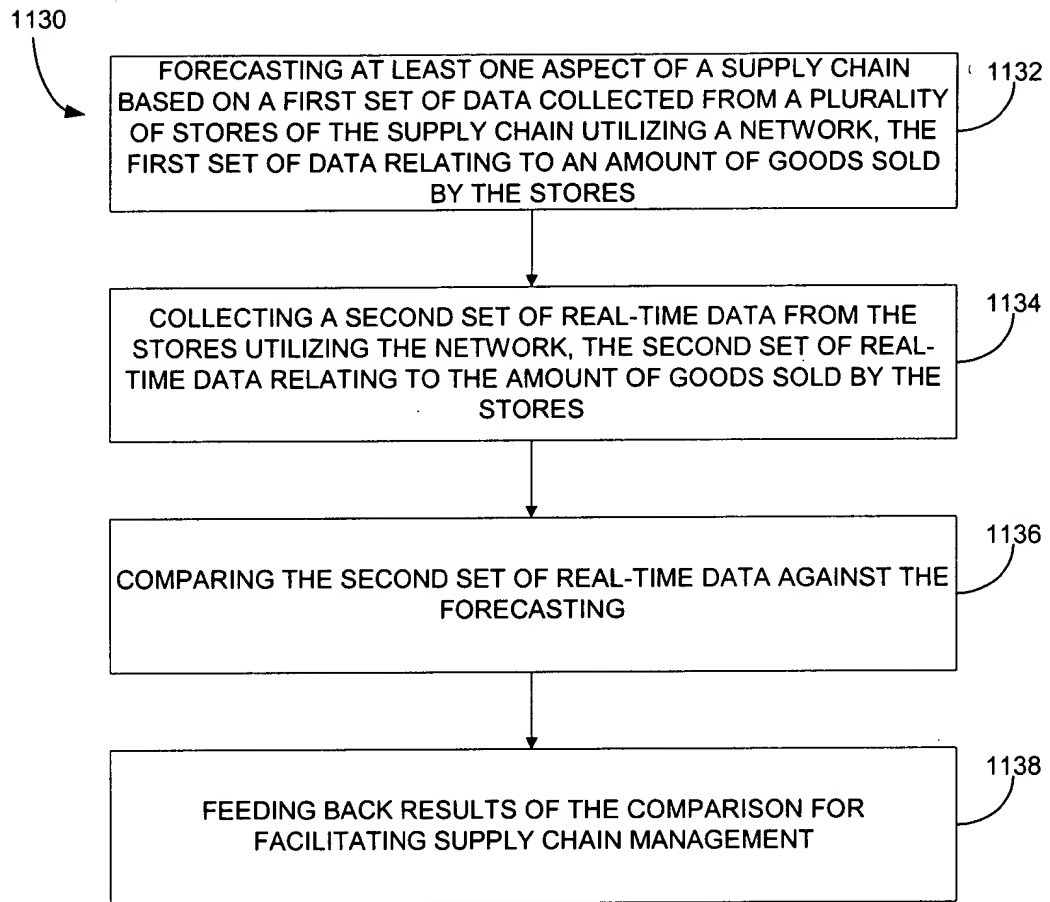 1130
FORECASTING AT LEAST ONE ASPECT OF A SUPPLY CHAIN
BASED ON A FIRST SET OF DATA COLLECTED FROM A PLURALITY
OF STORES OF THE SUPPLY CHAIN UTILIZING A NETWORK, THE
FIRST SET OF DATA RELATING TO AN AMOUNT OF GOODS SOLD
BY THE STORES
1132
COLLECTING A SECOND SET OF REAL-TIME DATA FROM THE
STORES UTILIZING THE NETWORK, THE SECOND SET OF REAL-
TIME DATA RELATING TO THE AMOUNT OF GOODS SOLD BY THE
STORES
1134
COMPARING THE SECOND SET OF REAL-TIME DATA AGAINST THE
FORECASTING
1136
FEEDING BACK RESULTS OF THE COMPARISON FOR
FACILITATING SUPPLY CHAIN MANAGEMENT
1138